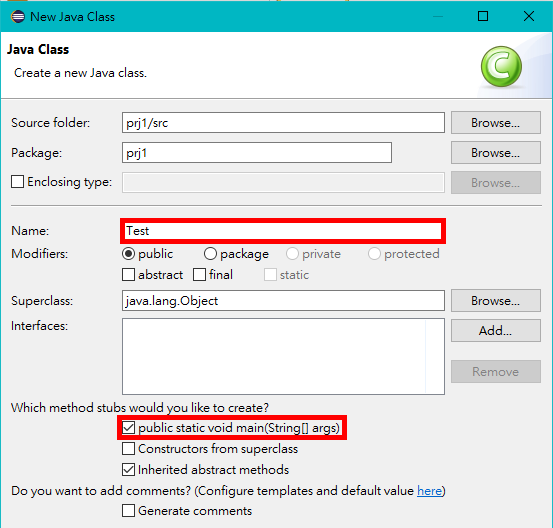 New Java Class
Java Class
Create a new Java class.
Source folder: prj1/src Browse...
Package: prj1 Browse...
Enclosing type: Browse...
Name: Test
Modifiers: public package private protected
abstract final static
Superclass: java.lang.Object Browse...
Interfaces: Add...
Remove
Which method stubs would you like to create?
public static void main(String[] args)
Constructors from superclass
Inherited abstract methods
Do you want to add comments? (Configure templates and default value here)
Generate comments